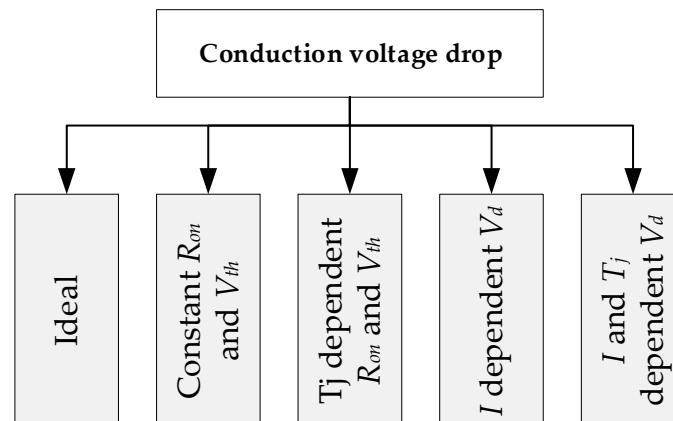 Conduction voltage drop
Ideal
Constant Ron
and Vth
Tj dependent
Ron and Vth
I dependent Vd
I and Tj
dependent Vd